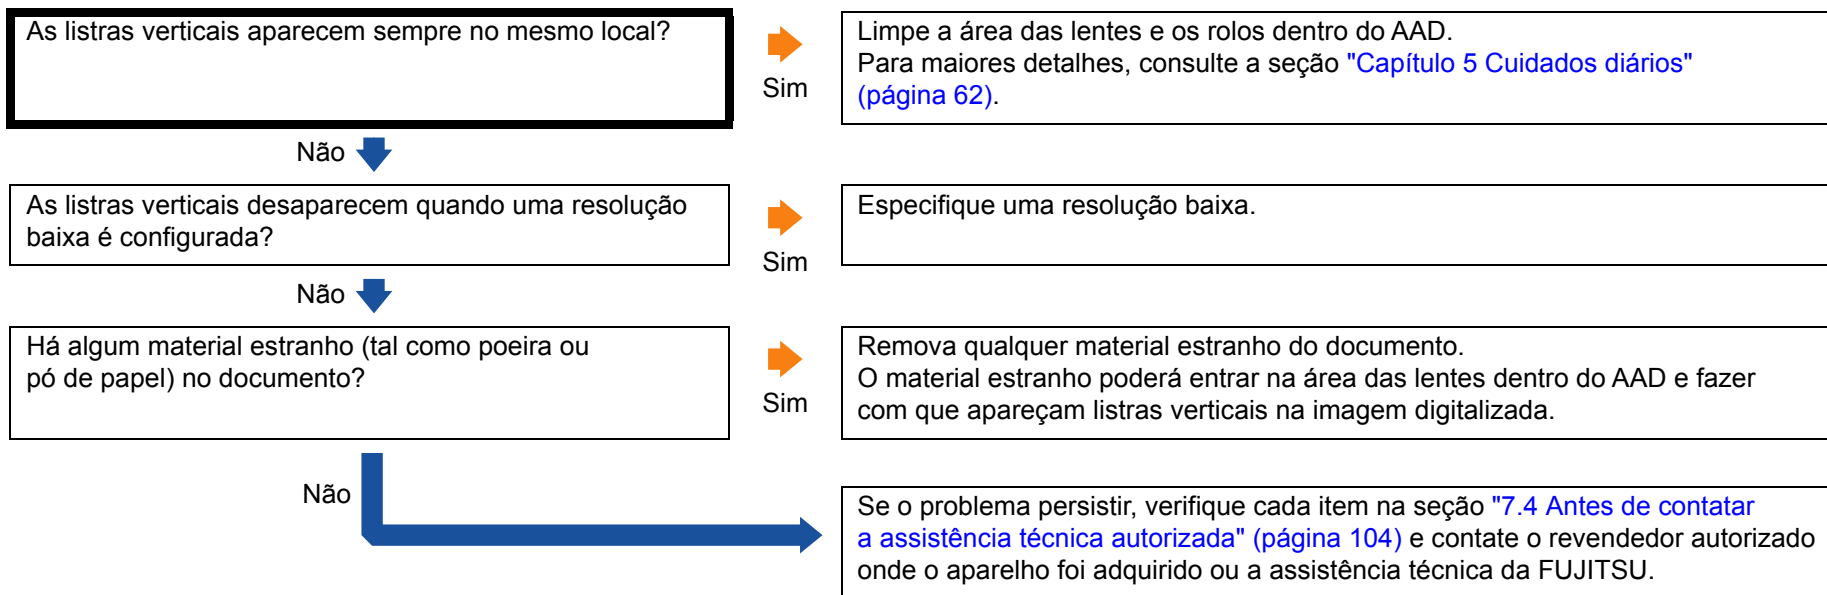 As listras verticais aparecem sempre no mesmo local?
Sim
Limpe a área das lentes e os rolos dentro do AAD.
Para maiores detalhes, consulte a seção "Capítulo 5 Cuidados diários"
(página 62).
Não
As listras verticais desaparecem quando uma resolução
baixa é configurada?
Sim
Especifique uma resolução baixa.
Não
Há algum material estranho (tal como poeira ou
pó de papel) no documento?
Sim
Remova qualquer material estranho do documento.
O material estranho poderá entrar na área das lentes dentro do AAD e fazer
com que apareçam listras verticais na imagem digitalizada.
Não
Se o problema persistir, verifique cada item na seção "7.4 Antes de contatar
a assistência técnica autorizada" (página 104) e contate o revendedor autorizado
onde o aparelho foi adquirido ou a assistência técnica da FUJITSU.